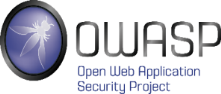 OWASP
Open Web Application
Security Project